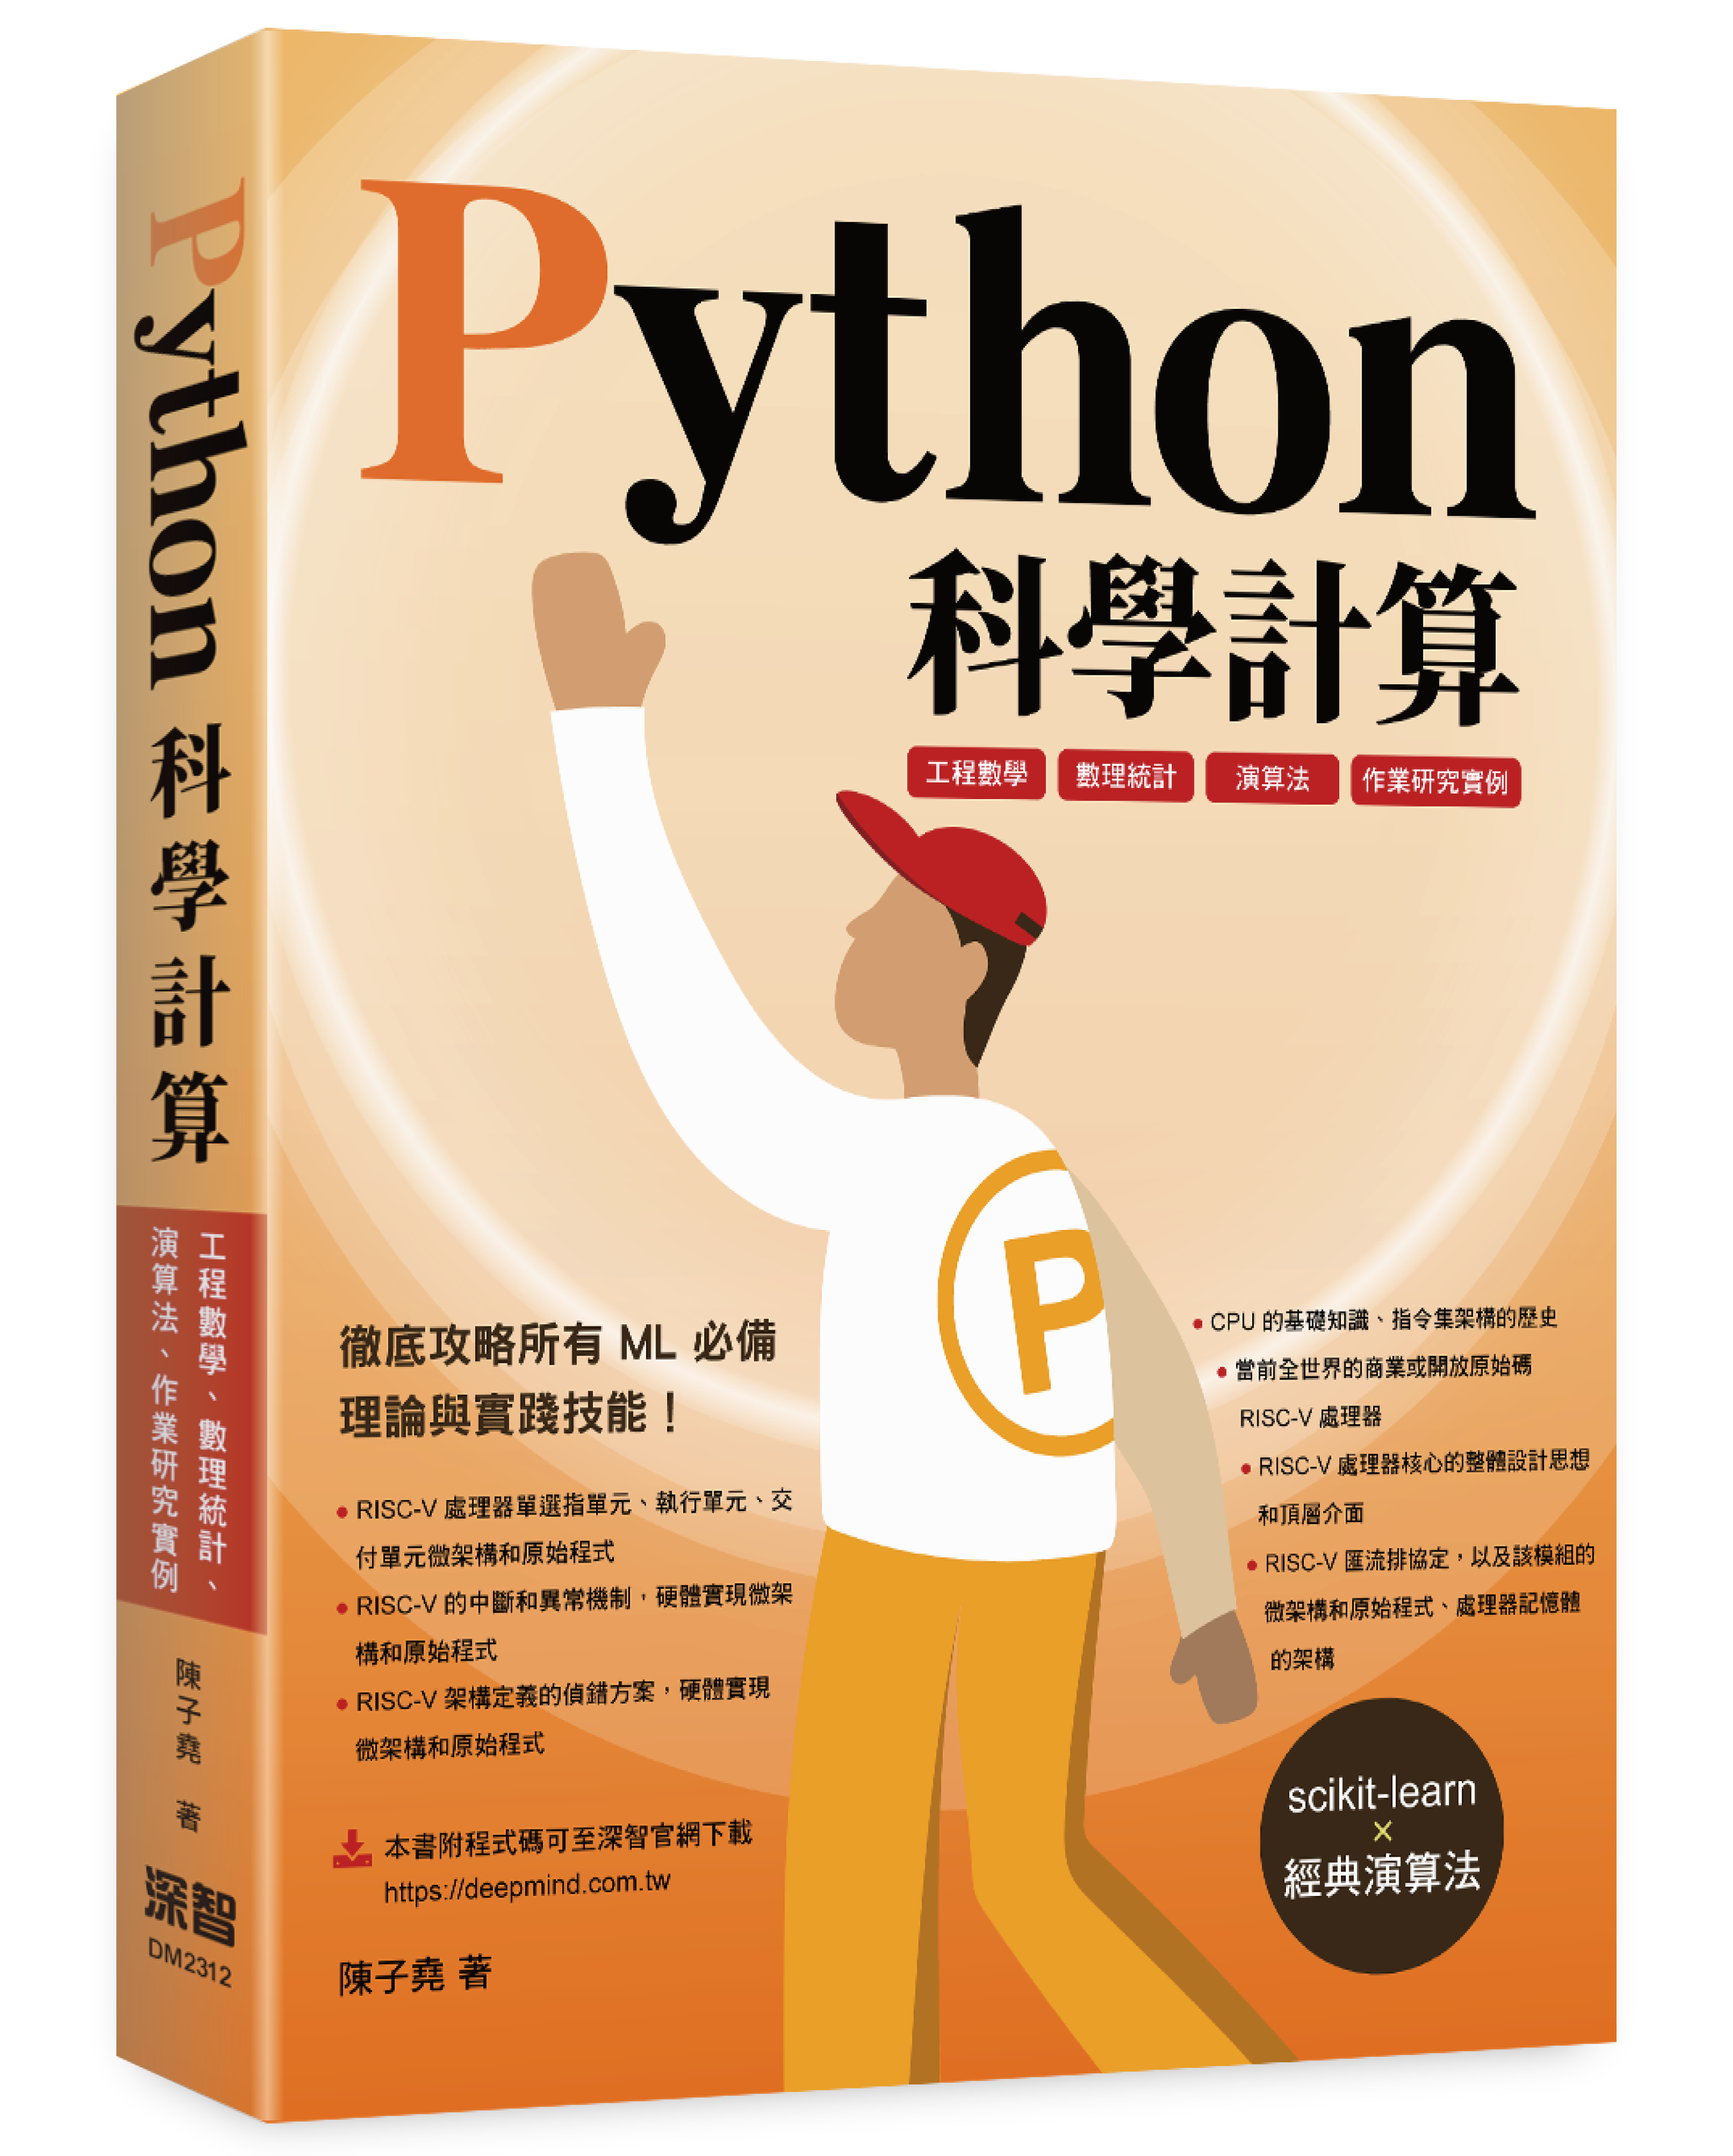 Python
科學計算
工程數學、數理統計、
演算法、作業研究實例
陳子堯 著
深智
DM2312
Python
科學計算
工程數學 數理統計 演算法 作業研究實例
P
徹底攻略所有 ML 必備
理論與實踐技能！
• RISC-V 處理器單選指單元、執行單元、交
付單元微架構和原始程式
• RISC-V 的中斷和異常機制，硬體實現微架
構和原始程式
• RISC-V 架構定義的偵錯方案，硬體實現
微架構和原始程式
• CPU 的基礎知識、指令集架構的歷史
• 當前全世界的商業或開放原始碼
RISC-V 處理器
• RISC-V 處理器核心的整體設計思想
和頂層介面
• RISC-V 匯流排協定，以及該模組的
微架構和原始程式、處理器記憶體
的架構
本書附程式碼可至深智官網下載
https://deepmind.com.tw
陳子堯 著
scikit-learn
×
經典演算法